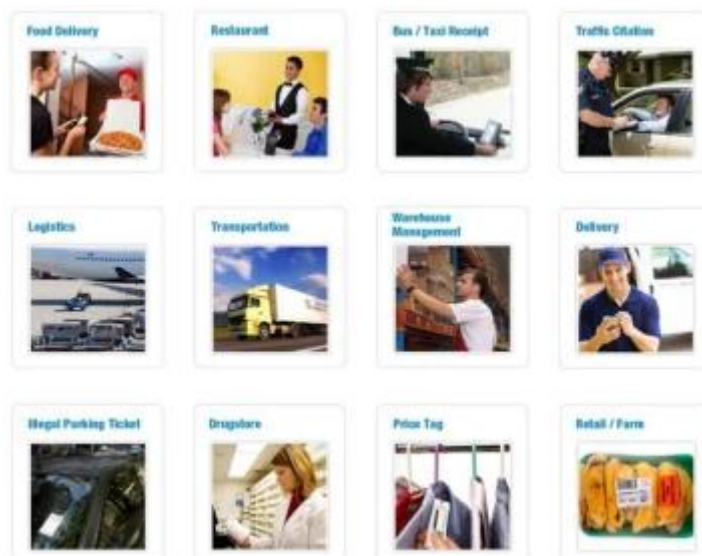 Food Delivery
Restaurant
Bus / Taxi Receipt
Traffic Citation
Logistics
Transportation
Warehouse
Management
Delivery
Illegal Parking Ticket
Drugstore
Price Tag
Retail / Farm